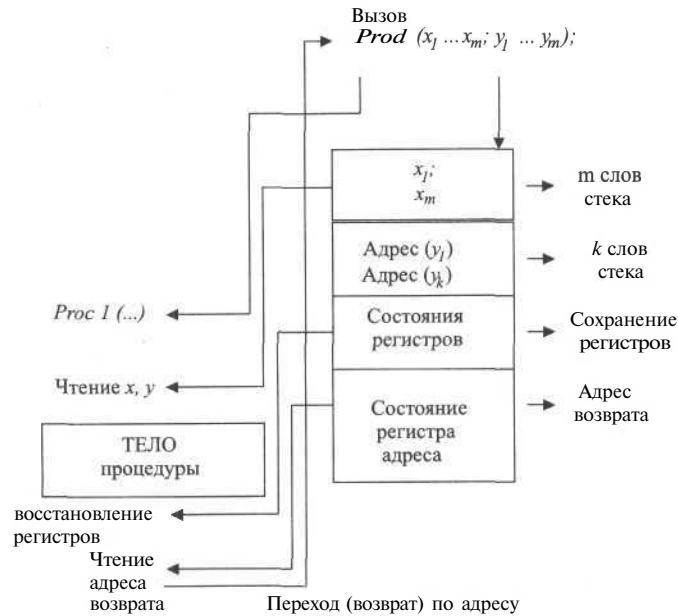 Вызов
Prod (x1 ...xm; y1 ... ym);
x1;
xm
m слов
стека
Адрес (y1)
Адрес (yk)
k слов
стека
Proc 1 (...)
Состояния
регистров
Сохранение
регистров
Чтение x, y
Состояние
регистра
адреса
Адрес
возврата
ТЕЛО
процедуры
восстановление
регистров
Чтение
адреса
возврата
Переход (возврат) по адресу